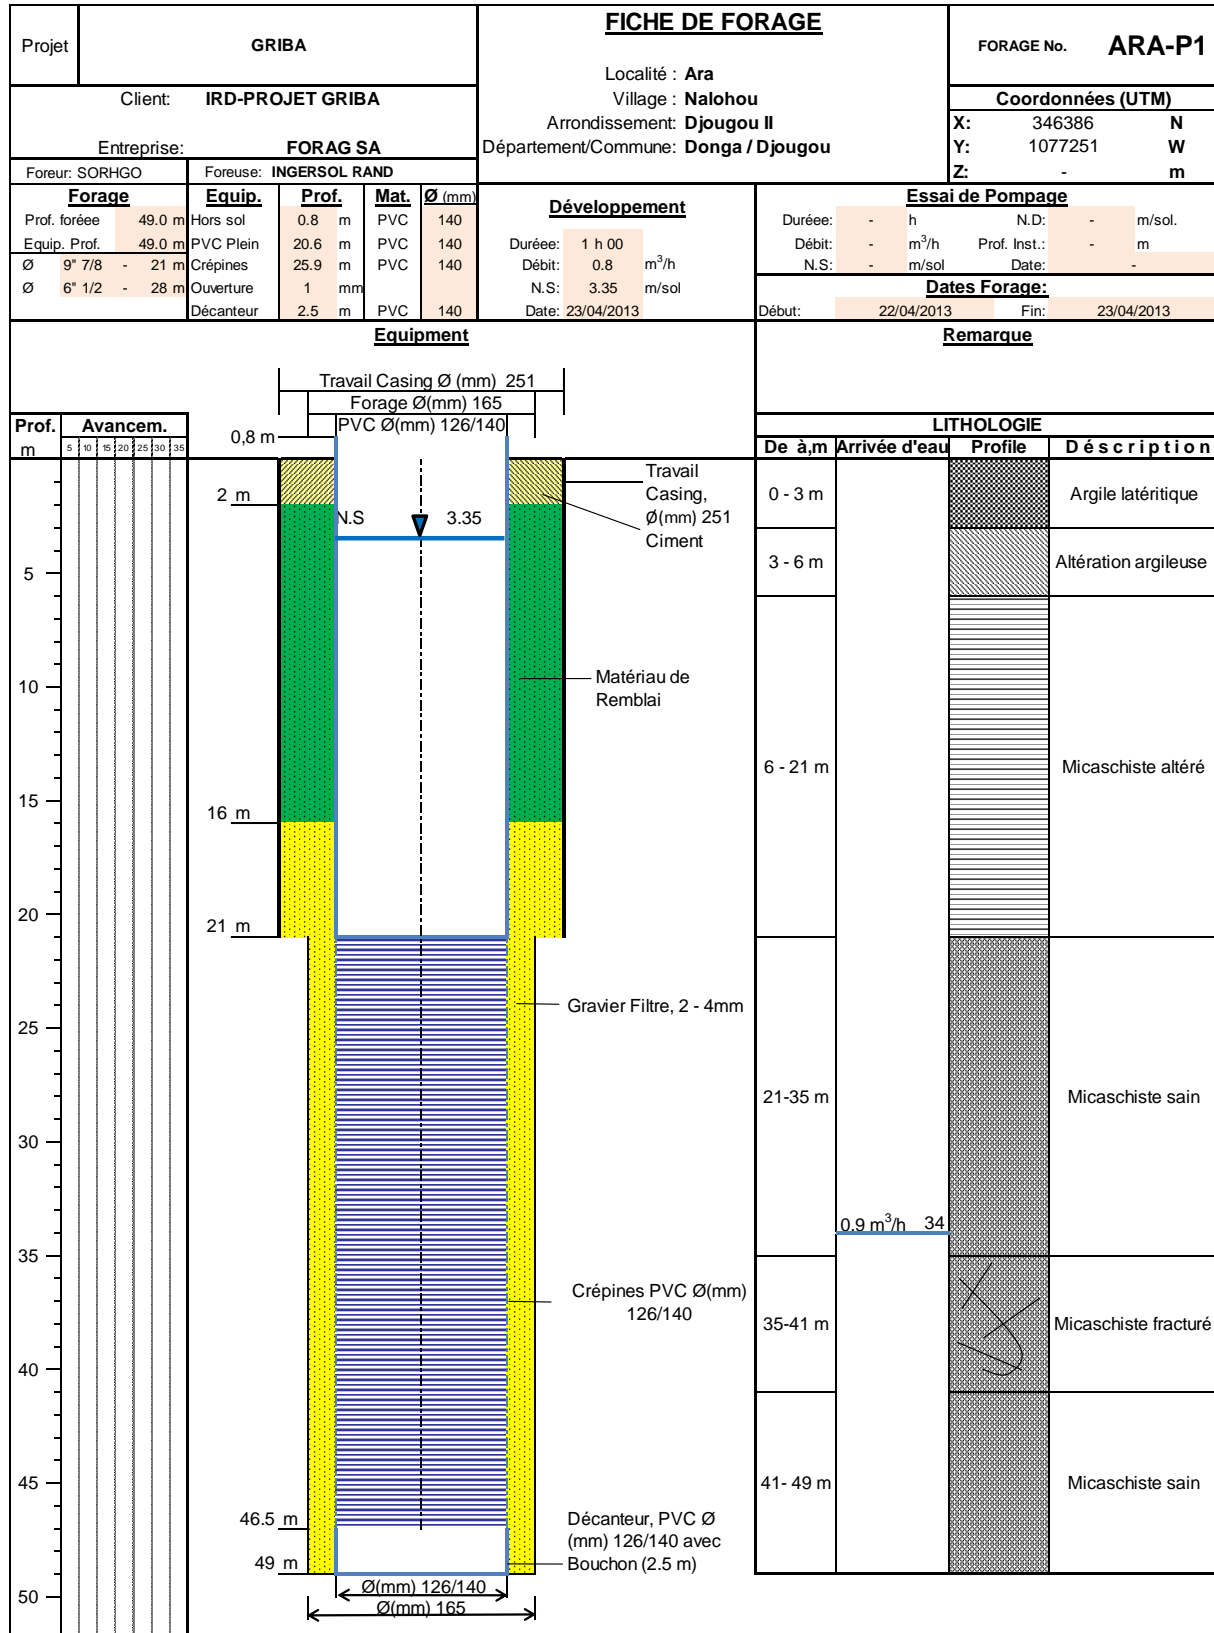 Projet GRIBA
FICHE DE FORAGE
FORAGE No. ARA-P1
Localité : Ara
Client: IRD-PROJET GRIBA
Village : Nalohou
Coordonnées (UTM)
Arrondissement: Djougou II
X: 346386 N
Entreprise: FORAG SA
Département/Commune: Donga / Djougou
Y: 1077251 W
Foreur: SORHGO
Foreuse: INGERSOL RAND
Z: - m
Forage
Prof. foréee 49.0 m
Equip. Prof. 49.0 m
Ø 9" 7/8 - 21 m
Ø 6" 1/2 - 28 m
Equip. Prof. Mat. Ø (mm)
Hors sol 0.8 m PVC 140
PVC Plein 20.6 m PVC 140
Crépines 25.9 m PVC 140
Ouverture 1 mm
Décanteur 2.5 m PVC 140
Développement
Duréee: 1 h 00
Débit: 0.8 m³/h
N.S: 3.35 m/sol
Date: 23/04/2013
Essai de Pompage
Duréee: - h N.D: - m/sol.
Débit: - m³/h Prof. Inst.: - m
N.S: - m/sol Date: -
Dates Forage:
Début: 22/04/2013 Fin: 23/04/2013
Equipment
Remarque
Travail Casing Ø (mm) 251
Forage Ø(mm) 165
PVC Ø(mm) 126/140
0,8 m
Prof. Avancem.
m 5 10 15 20 25 30 35
LITHOLOGIE
De à,m Arrivée d'eau Profile Déscription
Travail
Casing,
Ø(mm) 251
Ciment
2 m
N.S 3.35
0 - 3 m Argile latéritique
3 - 6 m Altération argileuse
5
Matériau de
Remblai
10
6 - 21 m Micaschiste altéré
15
16 m
20
21 m
Gravier Filtre, 2 - 4mm
25
21-35 m Micaschiste sain
30
0.9 m³/h 34
35
Crépines PVC Ø(mm)
126/140
35-41 m Micaschiste fracturé
40
41- 49 m Micaschiste sain
45
46.5 m
Décanteur, PVC Ø
(mm) 126/140 avec
Bouchon (2.5 m)
49 m
50
Ø(mm) 126/140
Ø(mm) 165